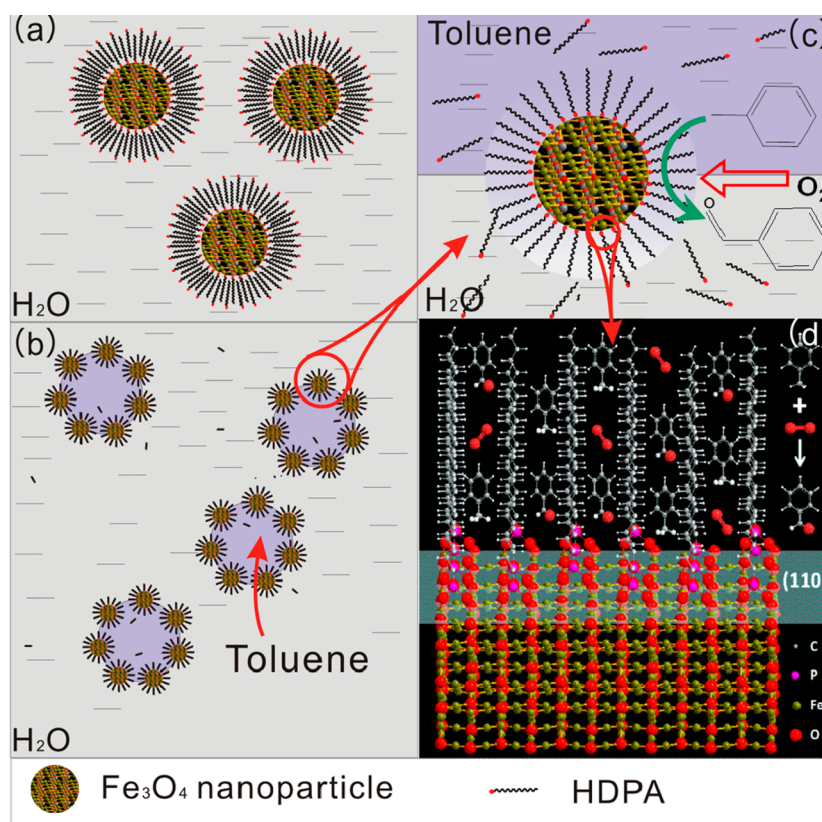 (a)
H₂O
Toluene
(c)
O₂
O
H₂O
(b)
Toluene
H₂O
(d
+
(110
C
P
Fe
O
Fe₃O₄ nanoparticle
HDPA